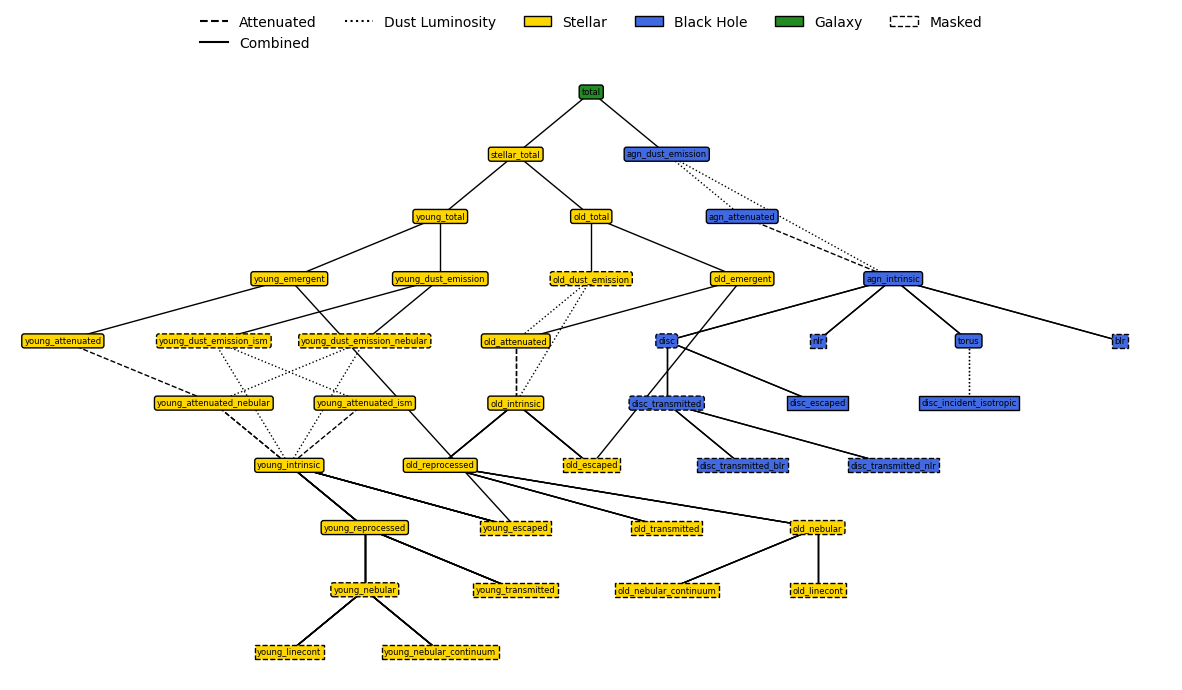 Attenuated Dust Luminosity Stellar Black Hole Galaxy Masked
Combined
total
stellar_total agn_dust_emission
young_total old_total agn_attenuated
young_emergent young_dust_emission old_dust_emission old_emergent agn_intrinsic
young_attenuated young_dust_emission_ism young_dust_emission_nebular old_attenuated disc nlr torus blr
young_attenuated_nebular young_attenuated_ism old_intrinsic disc_transmitted disc_escaped disc_incident_isotropic
young_intrinsic old_reprocessed old_escaped disc_transmitted_blr disc_transmitted_nlr
young_reprocessed young_escaped old_transmitted old_nebular
young_nebular young_transmitted old_nebular_continuum old_linecont
young_linecont young_nebular_continuum